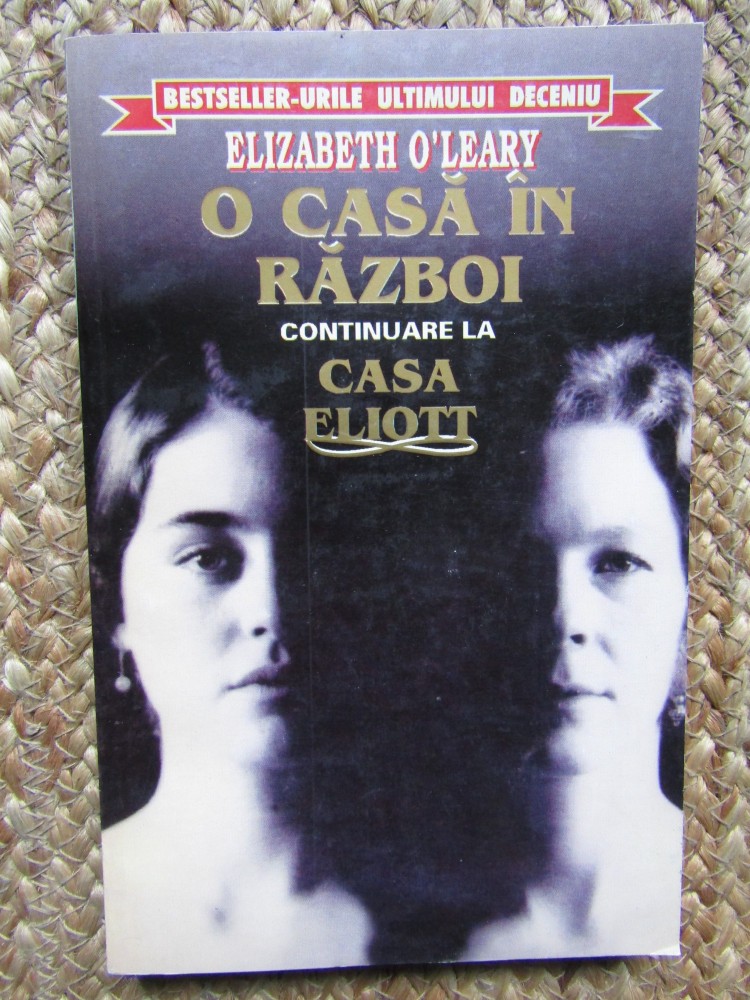 BESTSELLER-URILE ULTIMULUI DECENIU
ELIZABETH O'LEARY
O CASĂ ÎN
RĂZBOI
CONTINUARE LA
CASA
ELIOTT